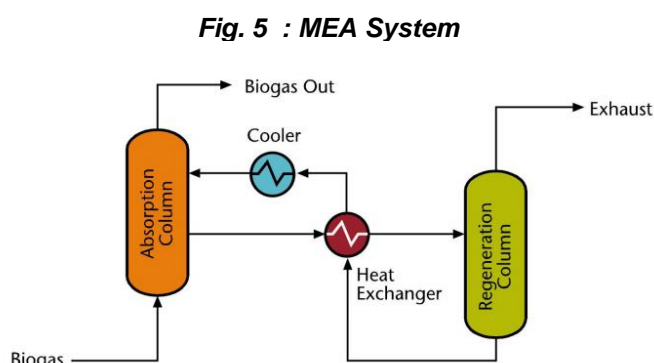 Fig. 5 : MEA System
Biogas Out
Exhaust
Cooler
Absorption
Column
Regeneration
Column
Heat
Exchanger
Biogas